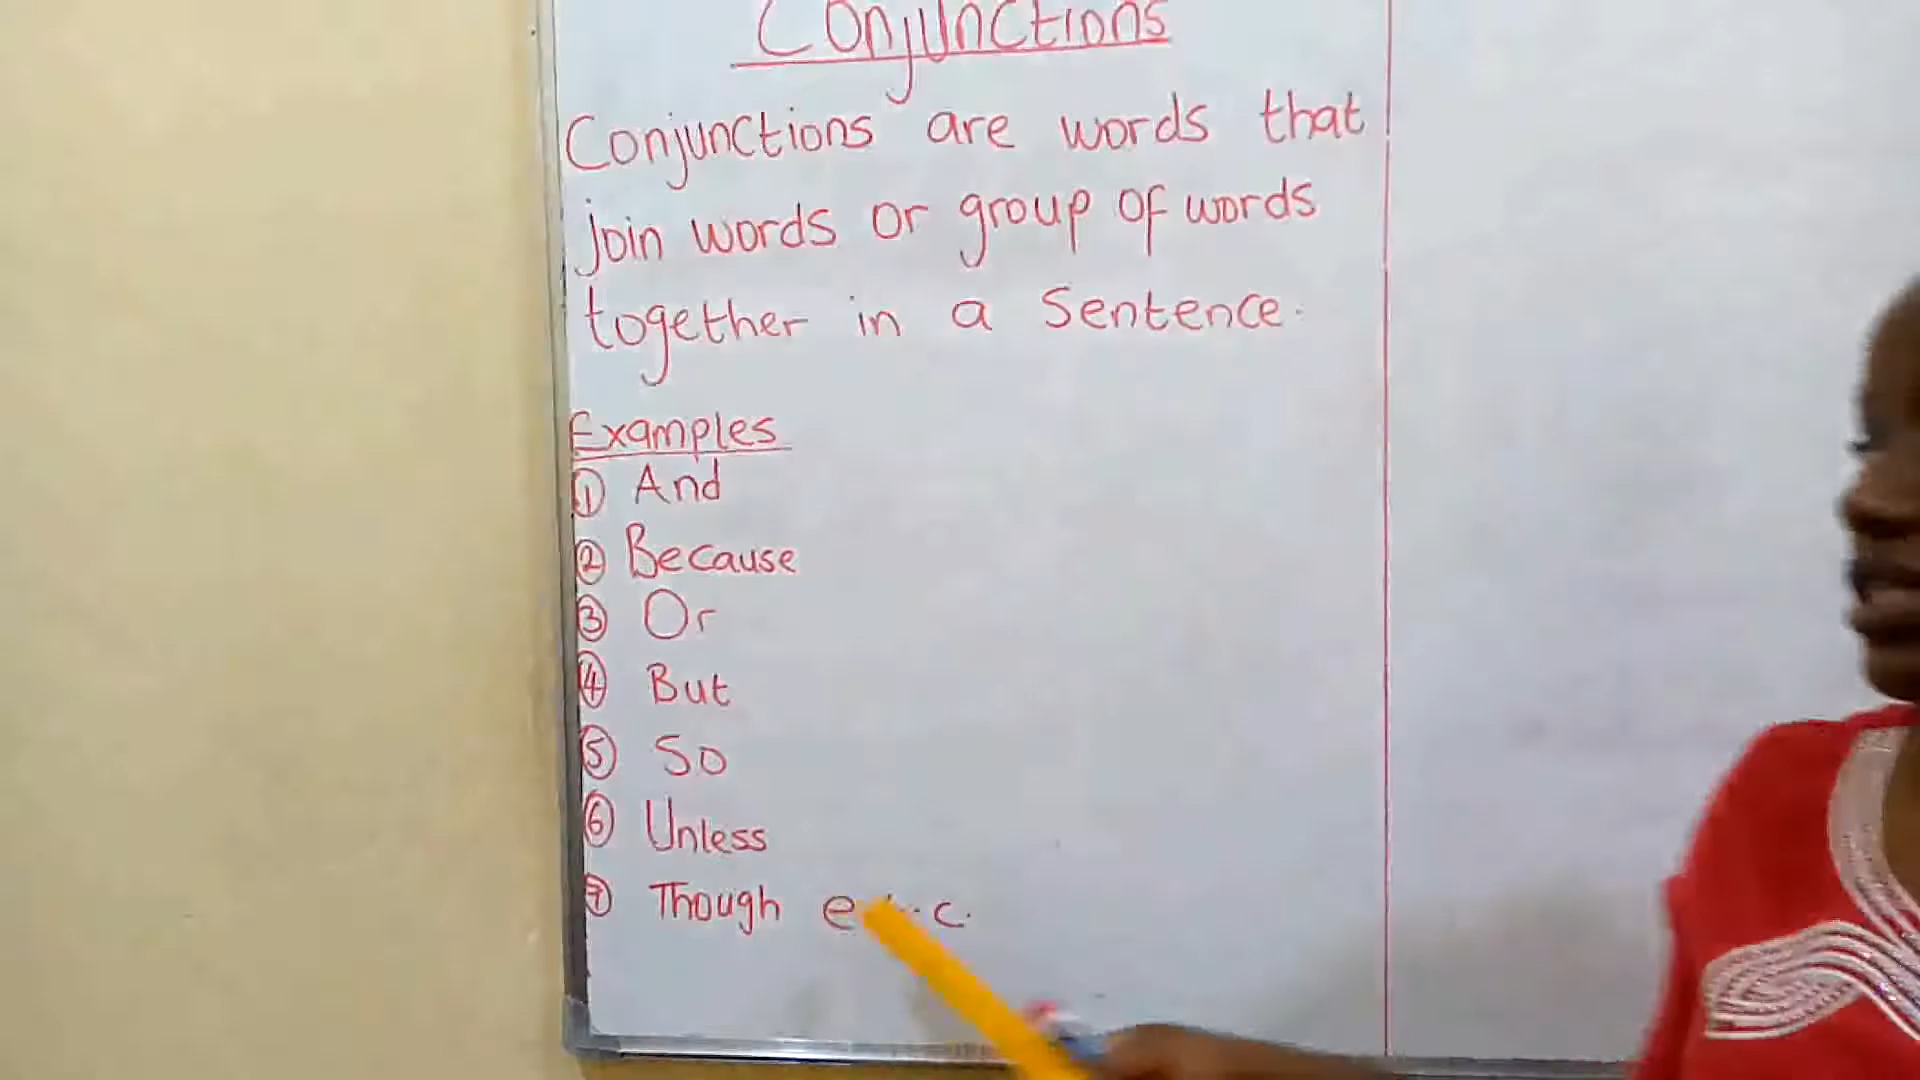 Conjunctions
Conjunctions are words that
join words or group of words
together in a sentence.
Examples
① And
② Because
③ Or
④ But
⑤ So
⑥ Unless
⑦ Though